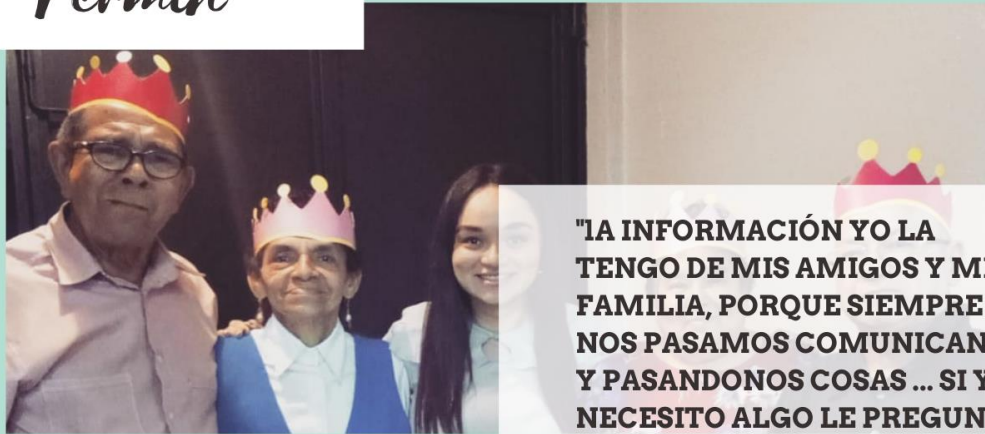 Fermín
"lA INFORMACIÓN YO LA
TENGO DE MIS AMIGOS Y
FAMILIA, PORQUE SIEMPRE
NOS PASAMOS
Y PASANDONOS COSAS ... SI
NECESITO ALGO LE